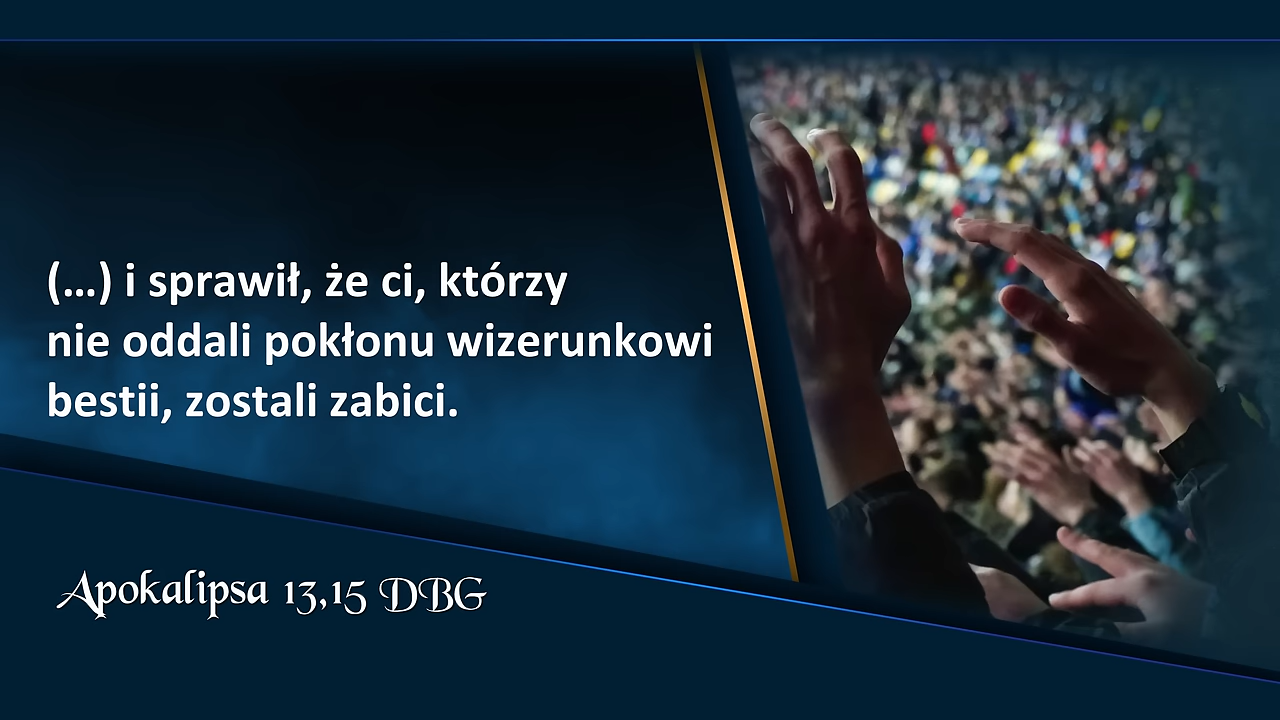 (…) i sprawił, że ci, którzy
nie oddali pokłonu wizerunkowi
bestii, zostali zabici.
Apokalipsa 13,15 DBG